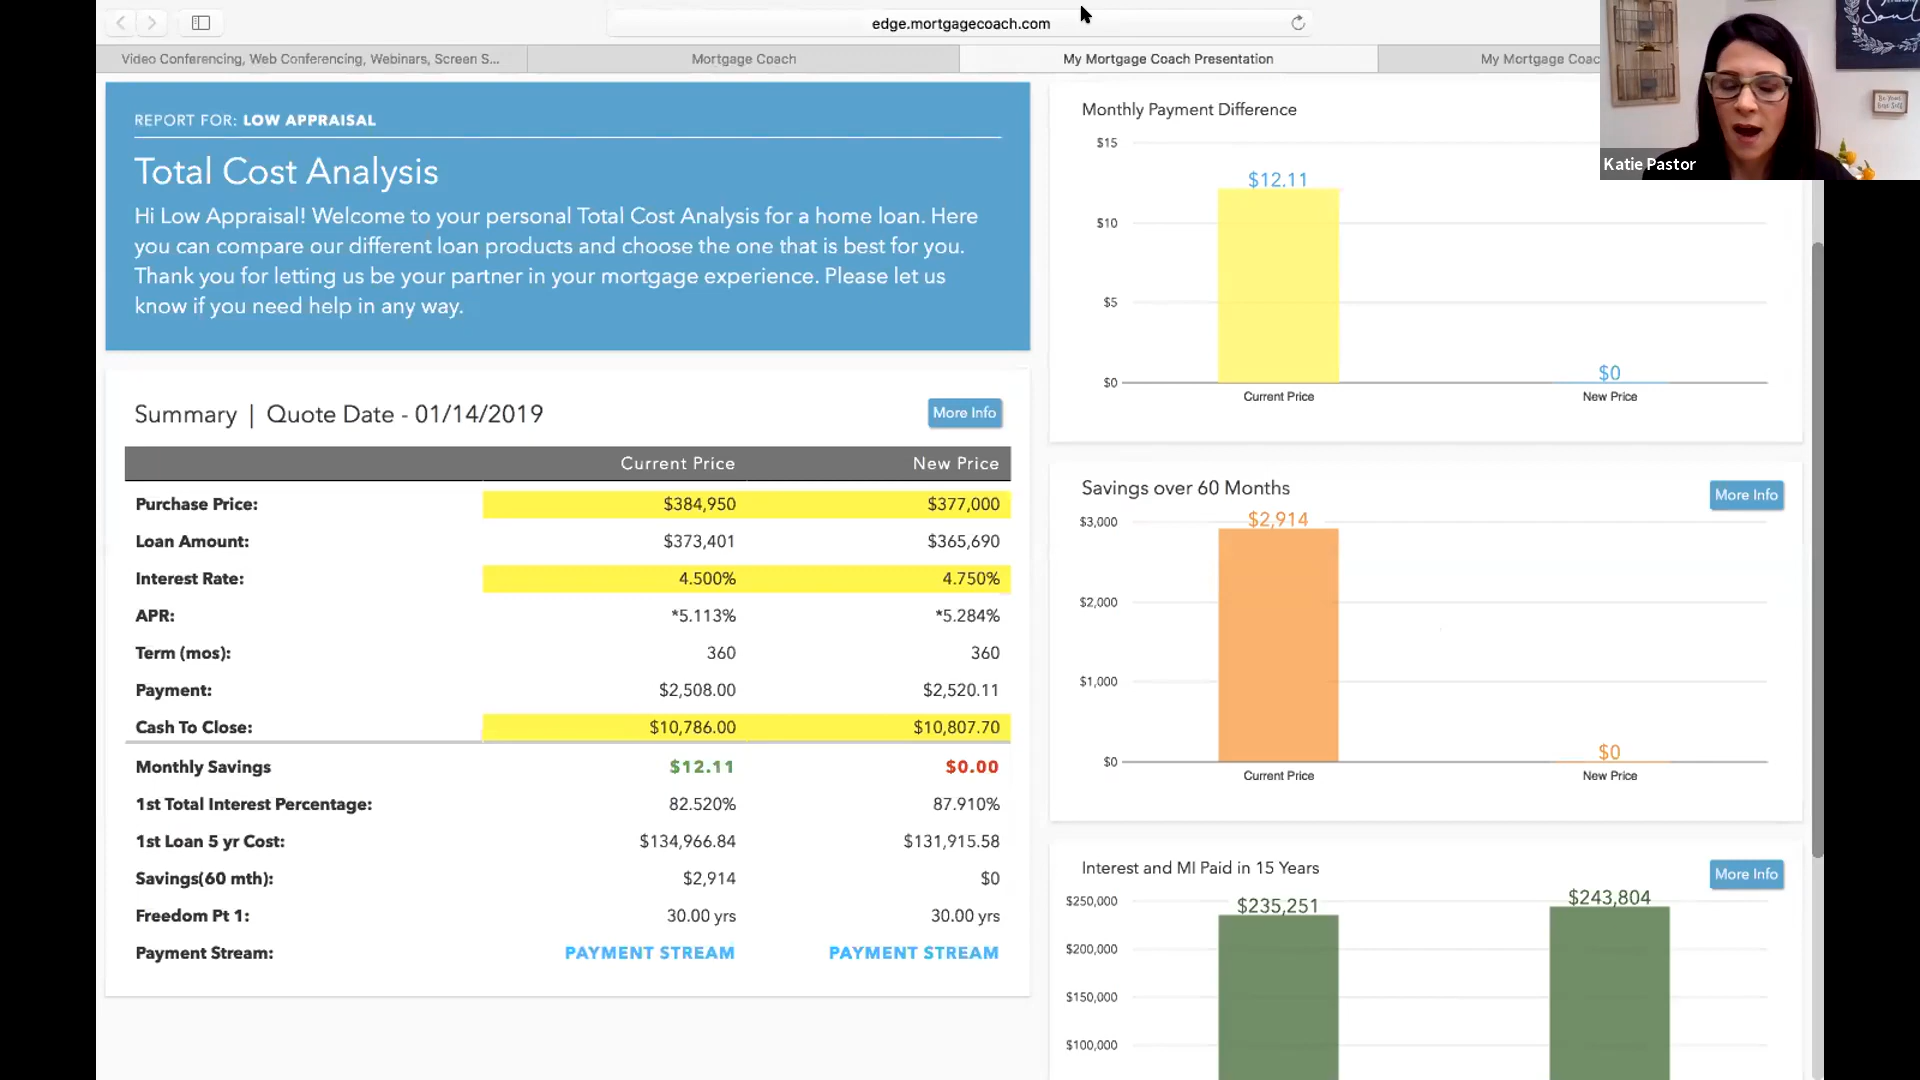 edge.mortgagecoach.com
Video Conferencing, Web Conferencing, Webinars, Screen S...
Mortgage Coach
My Mortgage Coach Presentation
My Mortgage Coac
Katie Pastor
REPORT FOR: LOW APPRAISAL
Total Cost Analysis
Hi Low Appraisal! Welcome to your personal Total Cost Analysis for a home loan. Here
you can compare our different loan products and choose the one that is best for you.
Thank you for letting us be your partner in your mortgage experience. Please let us
know if you need help in any way.
Summary | Quote Date - 01/14/2019
More Info
Current Price New Price
Purchase Price: $384,950 $377,000
Loan Amount: $373,401 $365,690
Interest Rate: 4.500% 4.750%
APR: *5.113% *5.284%
Term (mos): 360 360
Payment: $2,508.00 $2,520.11
Cash To Close: $10,786.00 $10,807.70
Monthly Savings $12.11 $0.00
1st Total Interest Percentage: 82.520% 87.910%
1st Loan 5 yr Cost: $134,966.84 $131,915.58
Savings(60 mth): $2,914 $0
Freedom Pt 1: 30.00 yrs 30.00 yrs
Payment Stream: PAYMENT STREAM PAYMENT STREAM
Monthly Payment Difference
$15
$12.11
$10
$5
$0
$0
Current Price New Price
Savings over 60 Months
More Info
$3,000
$2,914
$2,000
$1,000
$0
$0
Current Price New Price
Interest and MI Paid in 15 Years
More Info
$250,000
$235,251
$243,804
$200,000
$150,000
$100,000